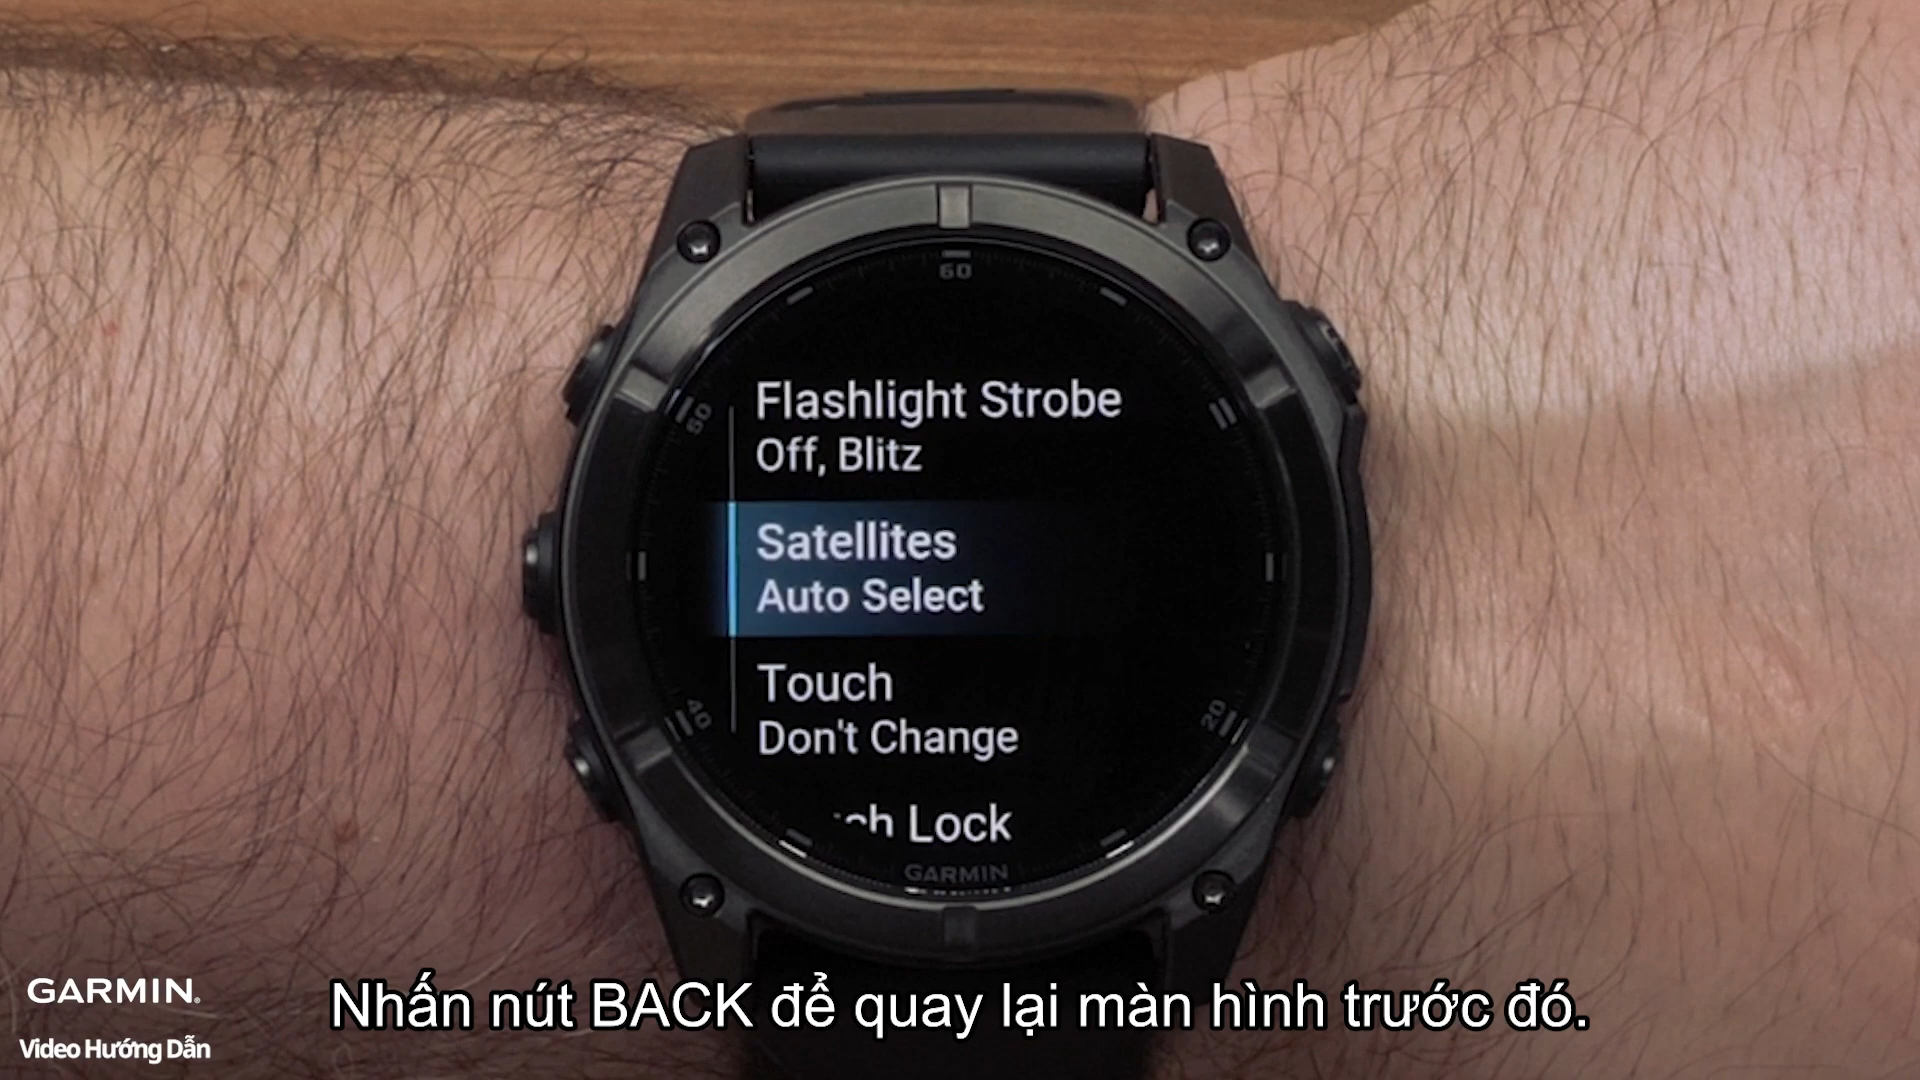 60
50
Flashlight Strobe
Off, Blitz
Satellites
Auto Select
Touch
Don't Change
40
20
Lock
GARMIN
GARMIN.
Video Hướng Dẫn
Nhấn nút BACK để quay lại màn hình trước đó.